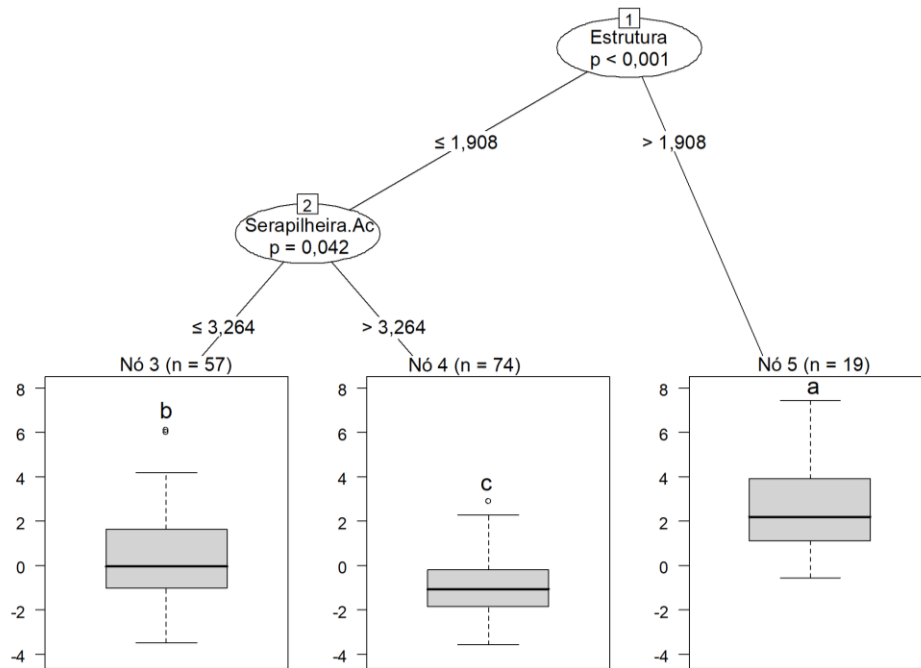 1
Estrutura
p < 0,001
≤ 1,908
> 1,908
2
Serapilheira.Ac
p = 0,042
≤ 3,264
> 3,264
Nó 3 (n = 57)
8
6
4
2
0
-2
-4
b
Nó 4 (n = 74)
8
6
4
2
0
-2
-4
c
Nó 5 (n = 19)
8
6
4
2
0
-2
-4
a